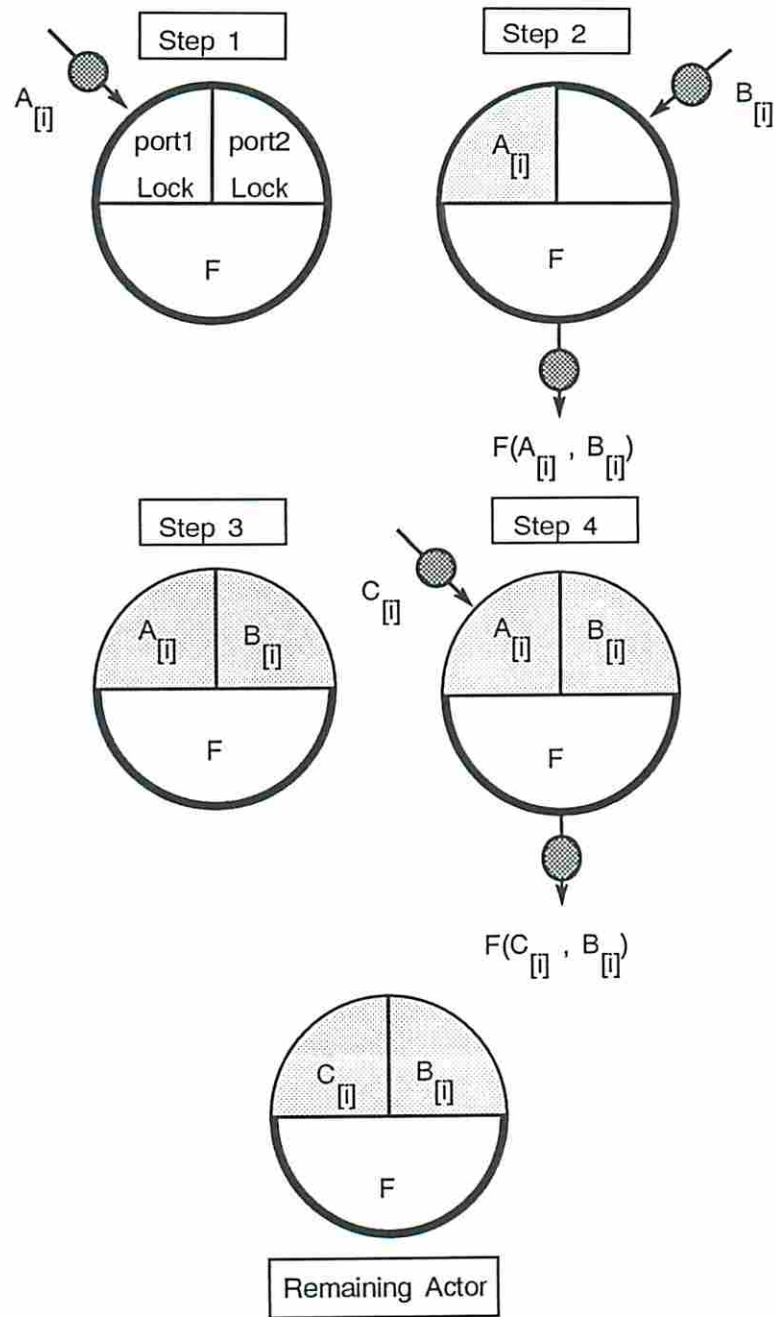 Step 1
A[i]
port1 port2
Lock Lock
F
Step 2
B[i]
A[i]
F
F(A[i] , B[i])
Step 3
A[i] B[i]
F
Step 4
C[i]
A[i] B[i]
F
F(C[i] , B[i])
C[i] B[i]
F
Remaining Actor